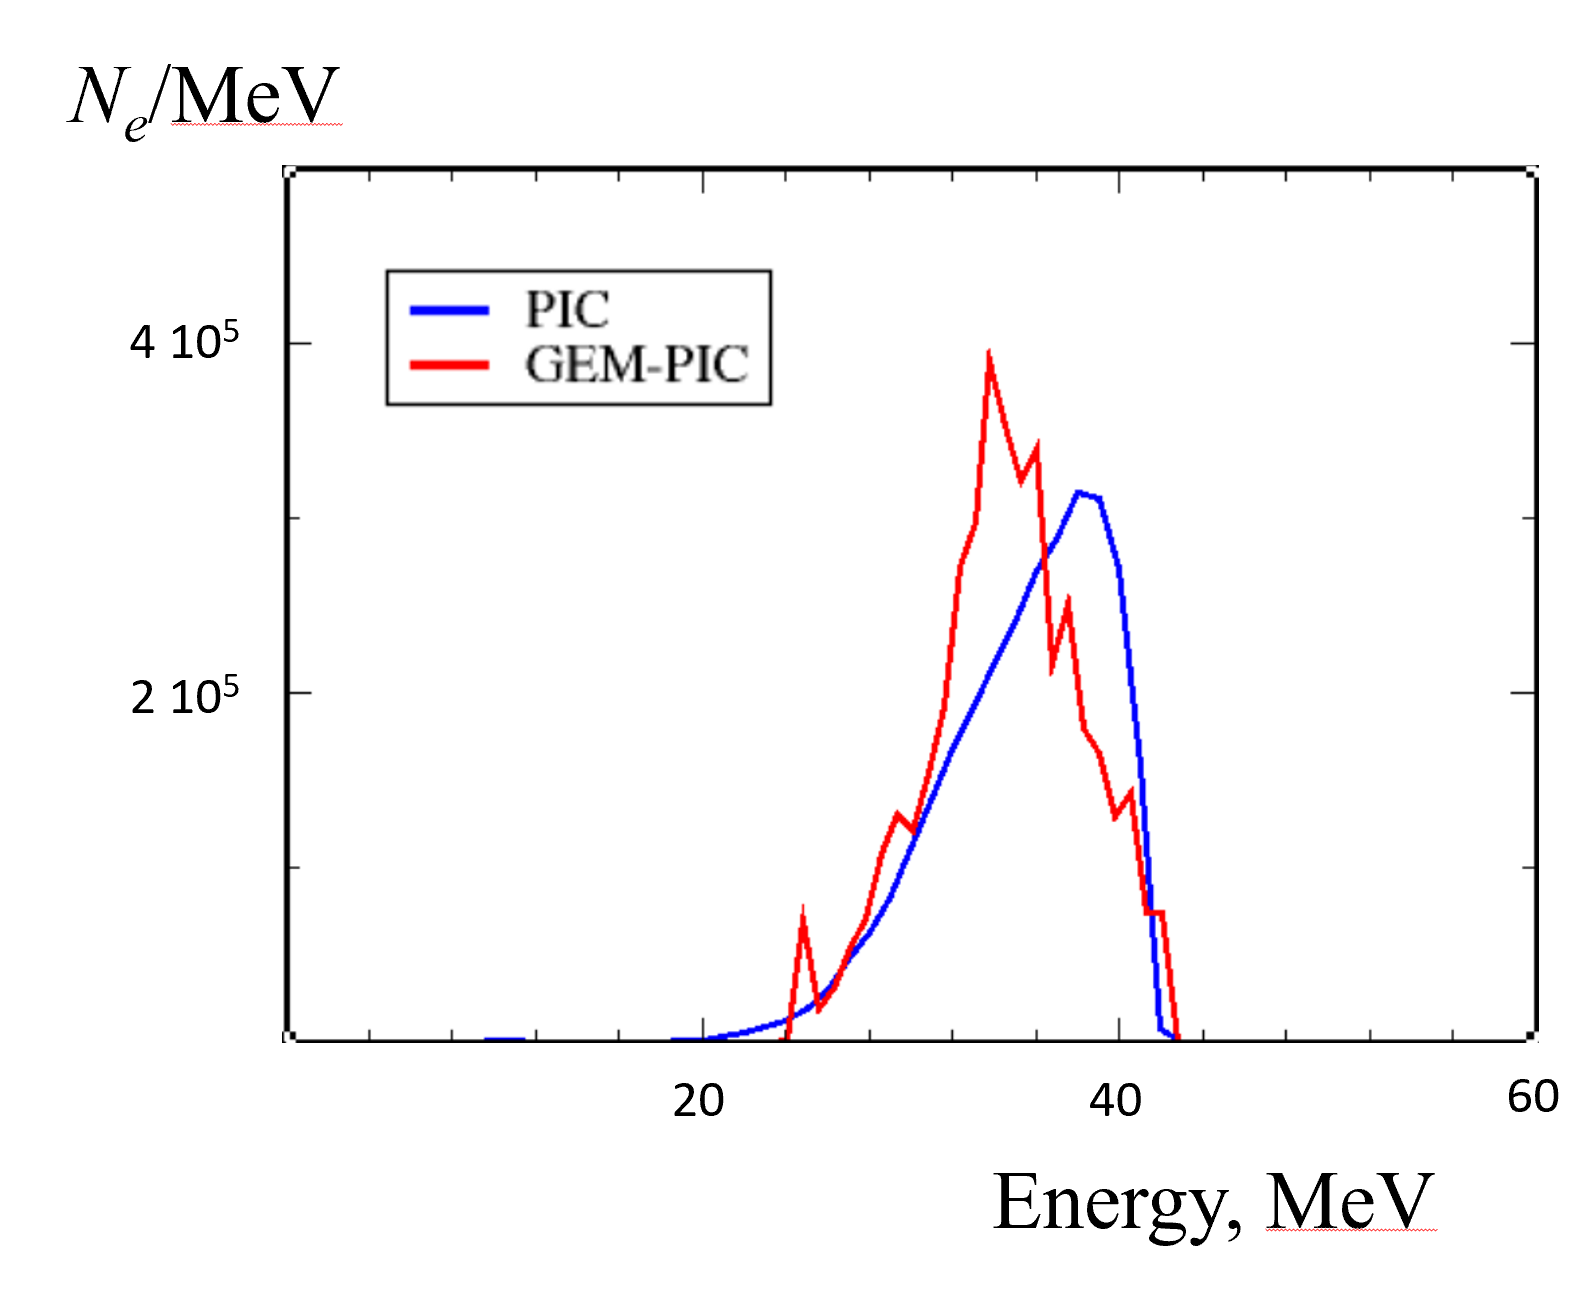 Nₑ/MeV
PIC
GEM-PIC
4 10⁵
2 10⁵
20
40
60
Energy, MeV